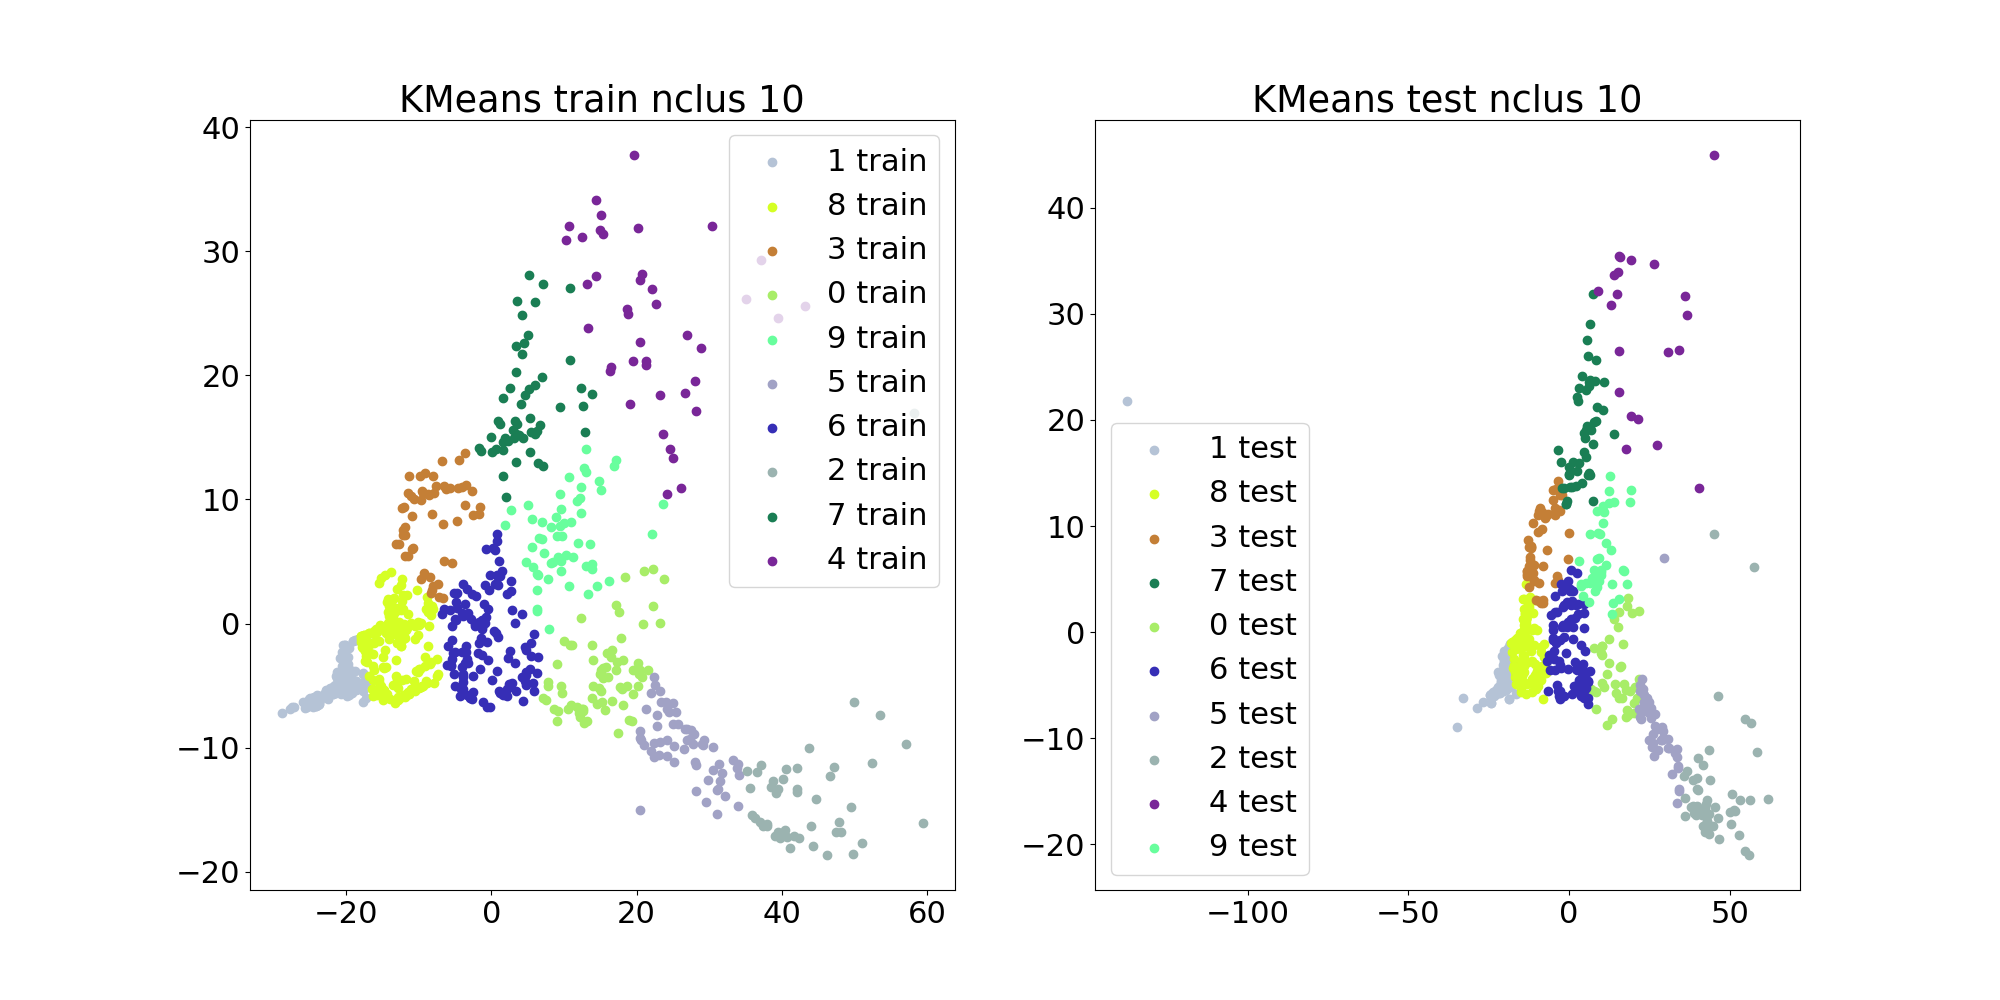 KMeans train nclus 10
40
30
20
10
0
−10
−20
−20 0 20 40 60
1 train
8 train
3 train
0 train
9 train
5 train
6 train
2 train
7 train
4 train
KMeans test nclus 10
40
30
20
10
0
−10
−20
−100 −50 0 50
1 test
8 test
3 test
7 test
0 test
6 test
5 test
2 test
4 test
9 test